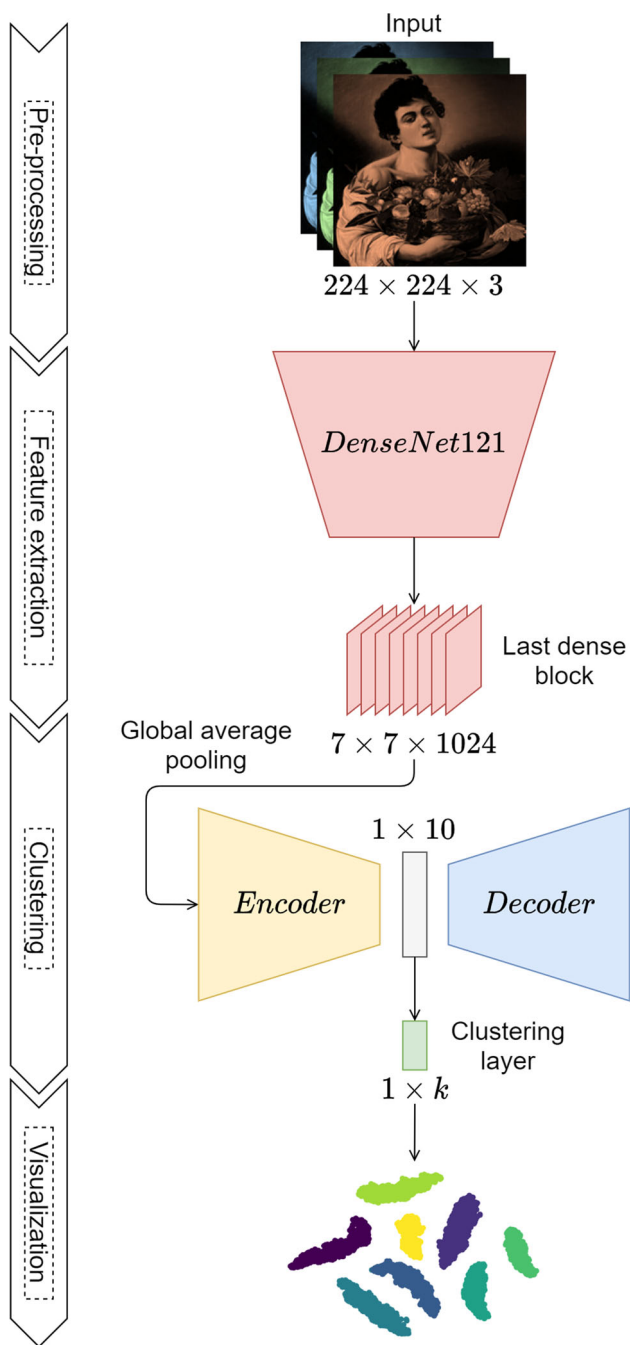 Input
Pre-processing
224 × 224 × 3
DenseNet121
Feature extraction
Last dense
block
7 × 7 × 1024
Global average
pooling
Clustering
1 × 10
Encoder
Decoder
Clustering
layer
1 × k
Visualization